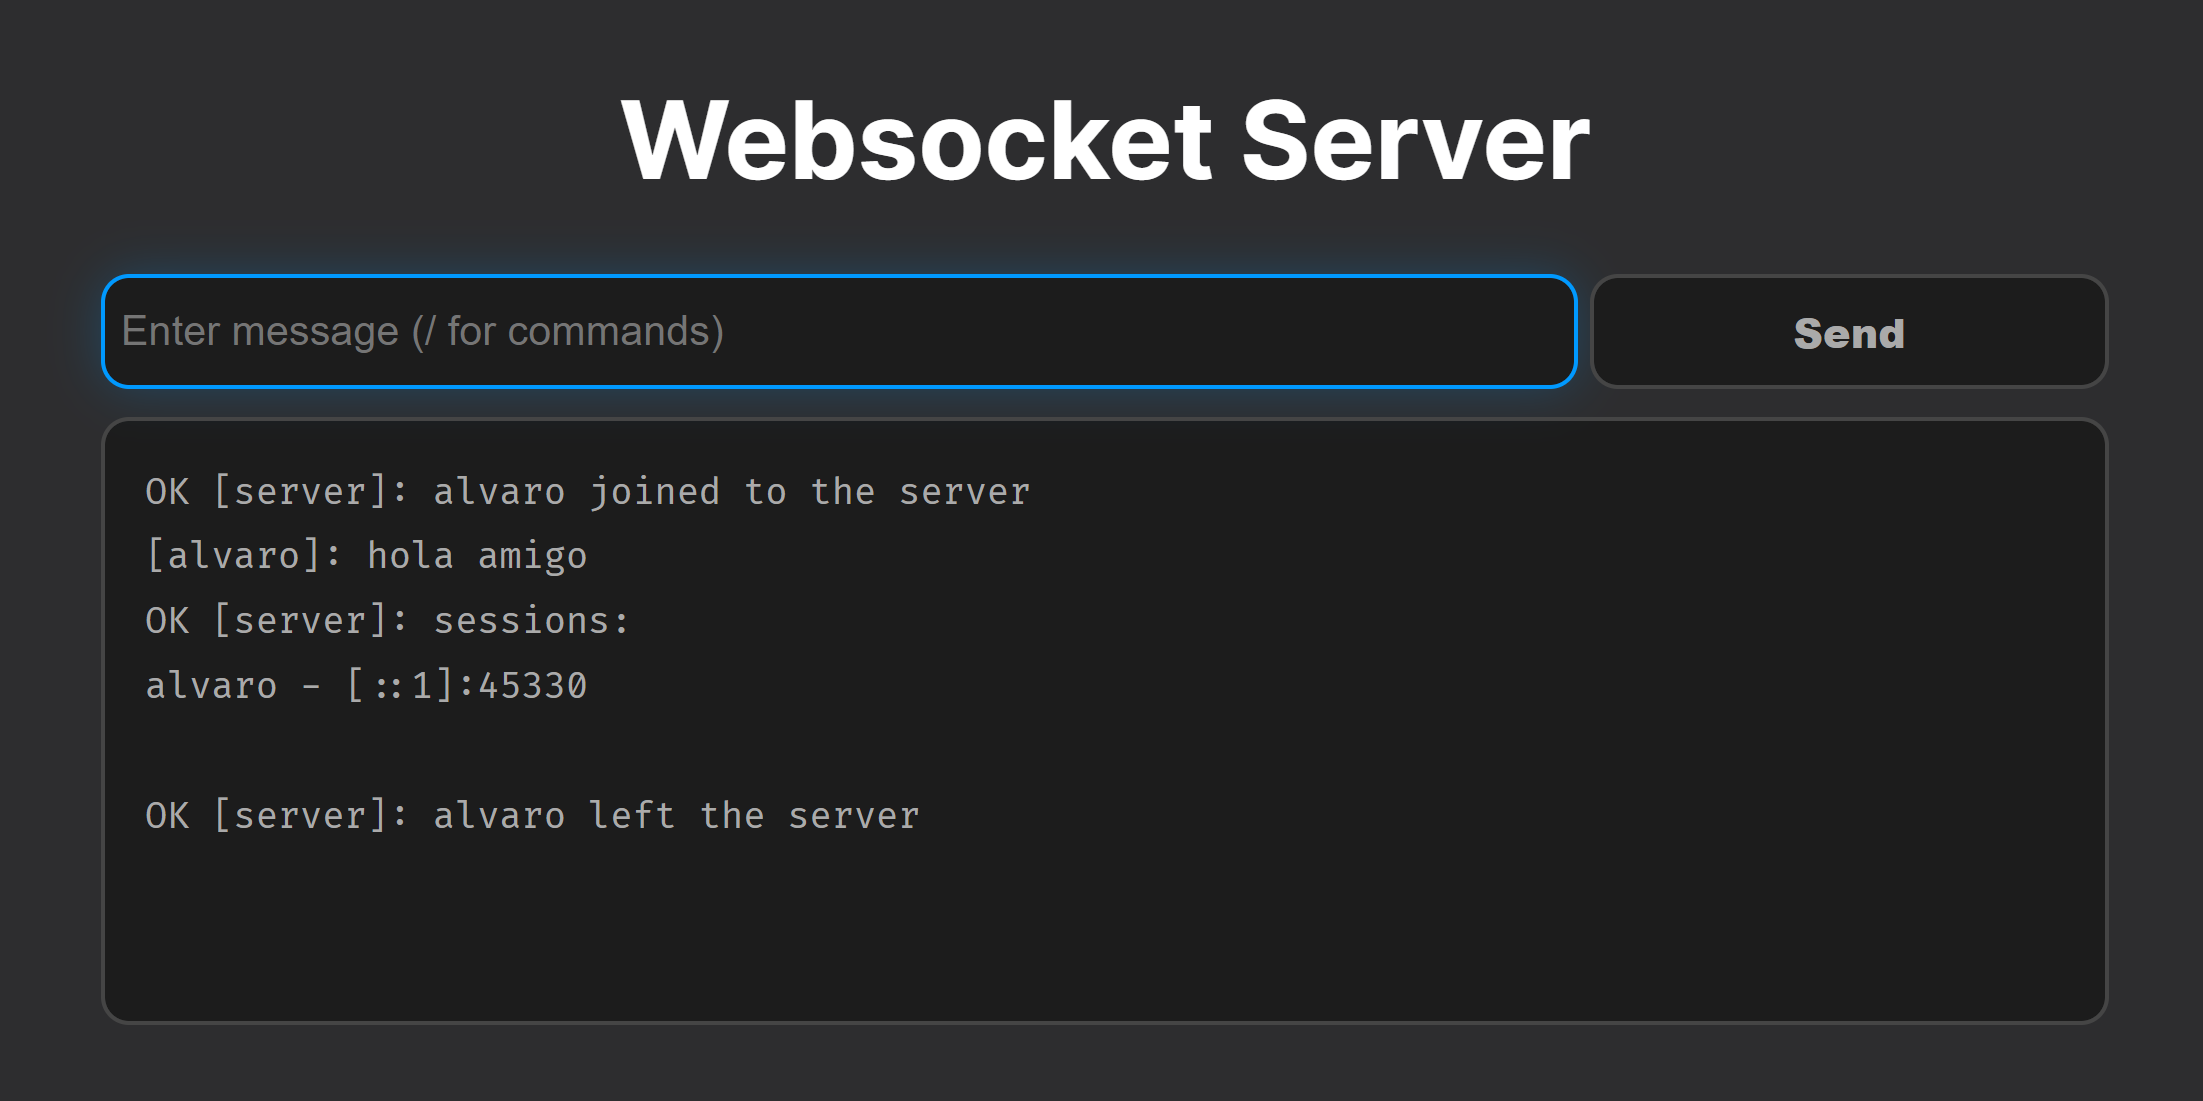 Websocket Server
Enter message (/ for commands)
Send
OK [server]: alvaro joined to the server
[alvaro]: hola amigo
OK [server]: sessions:
alvaro - [::1]:45330
OK [server]: alvaro left the server